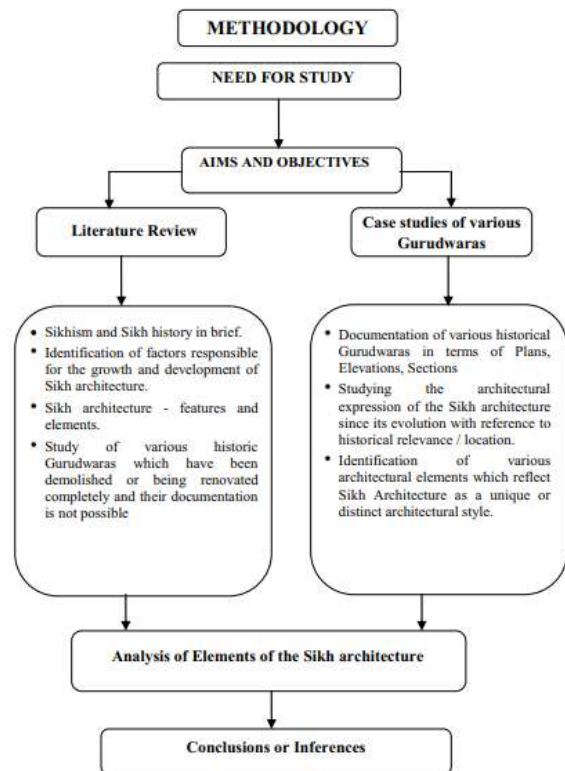 METHODOLOGY
NEED FOR STUDY
AIMS AND OBJECTIVES
Literature Review
Case studies of various
Gurudwaras
• Sikhism and Sikh history in brief.
• Identification of factors responsible
for the growth and development of
Sikh architecture.
• Sikh architecture - features and
elements.
• Study of various historic
Gurudwaras which have been
demolished or being renovated
completely and their documentation
is not possible
• Documentation of various historical
Gurudwaras in terms of Plans,
Elevations, Sections
• Studying the architectural
expression of the Sikh architecture
since its evolution with reference to
historical relevance / location.
• Identification of various
architectural elements which reflect
Sikh Architecture as a unique or
distinct architectural style.
Analysis of Elements of the Sikh architecture
Conclusions or Inferences